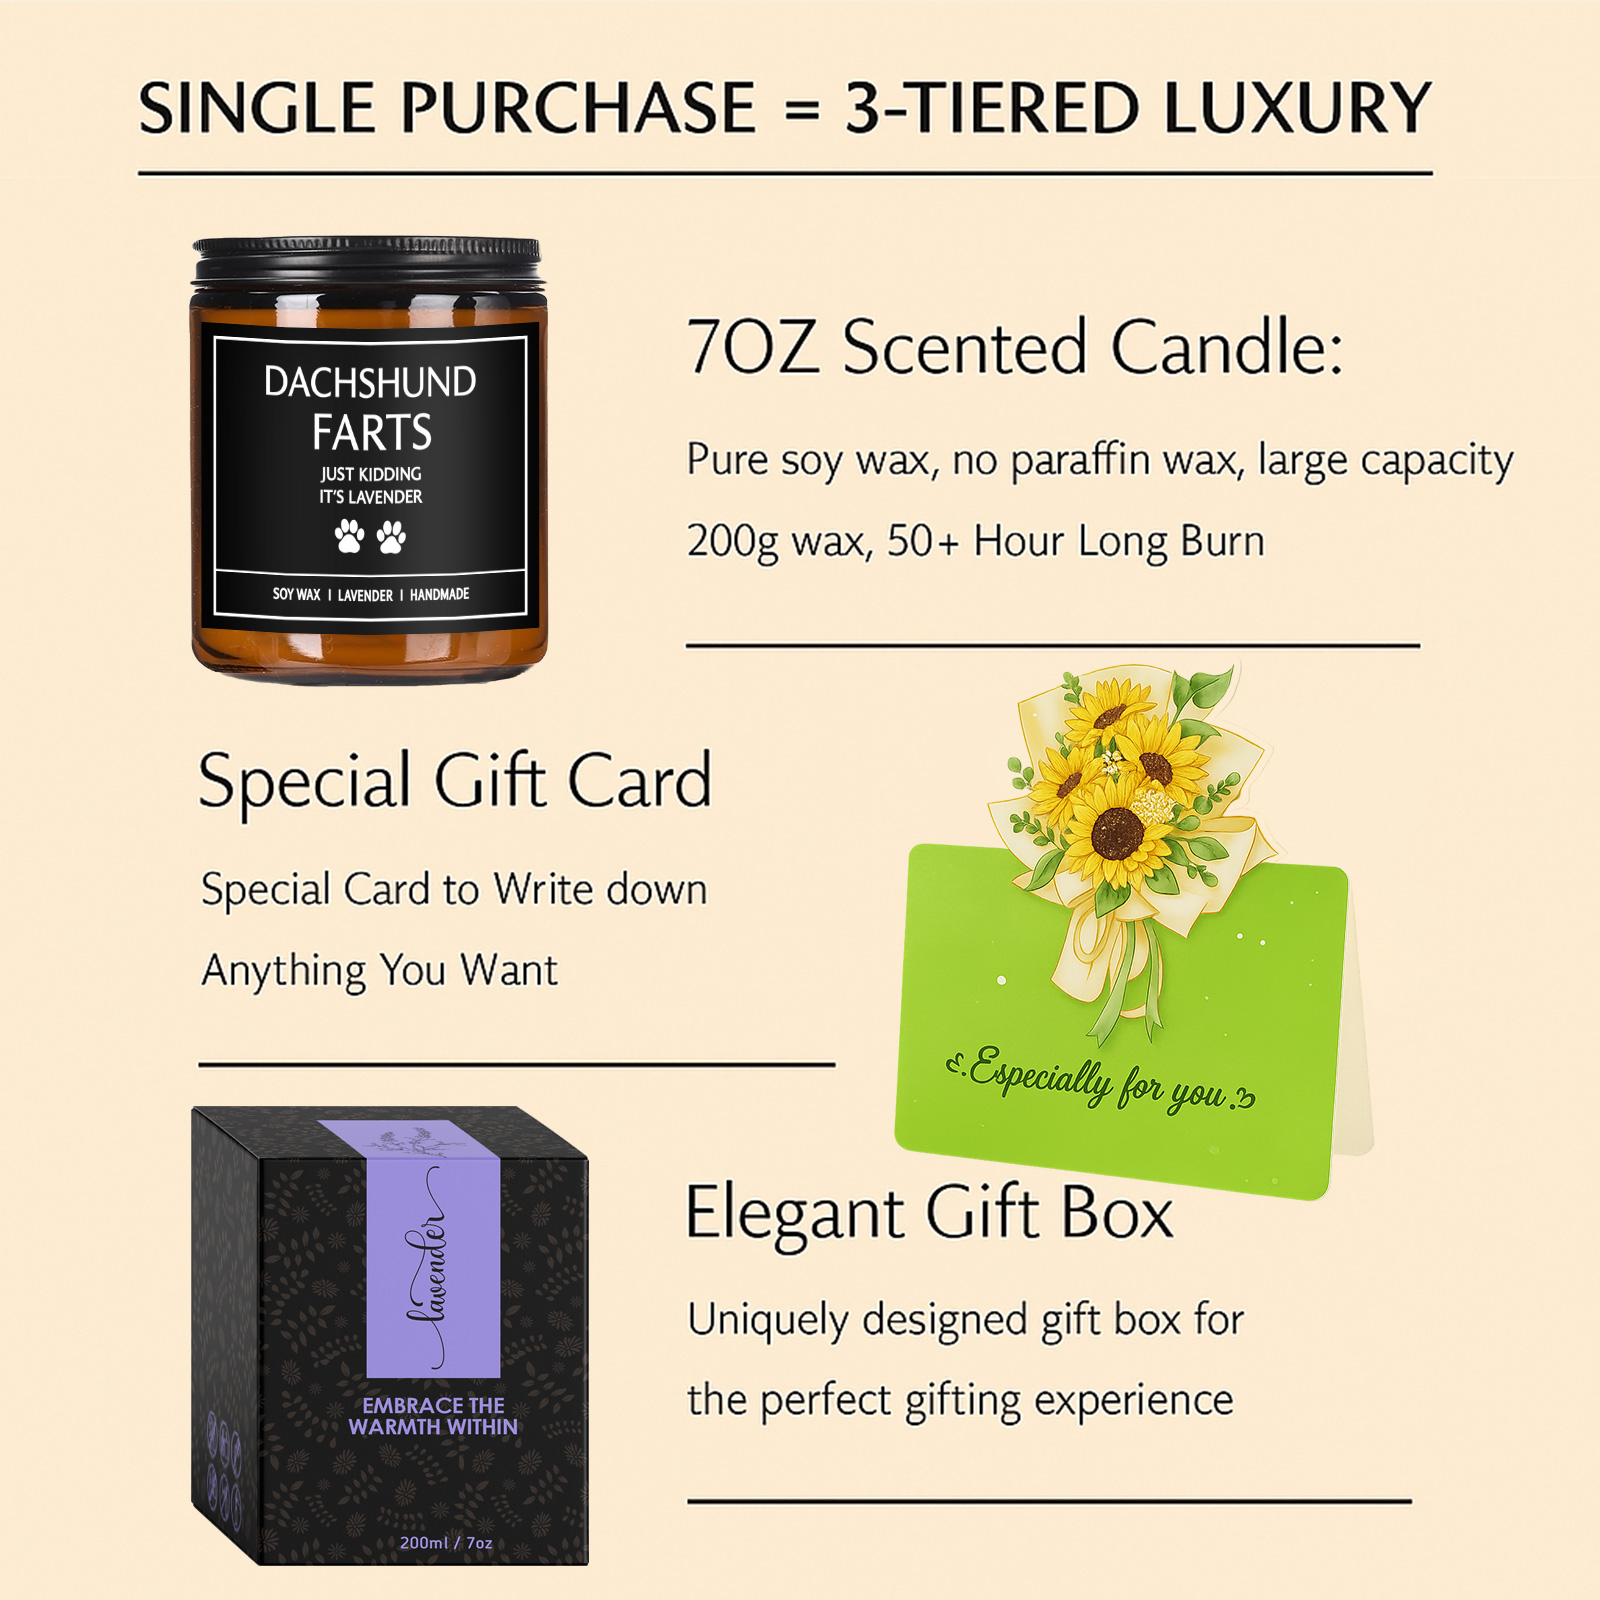 SINGLE PURCHASE = 3-TIERED LUXURY
DACHSHUND
FARTS
JUST KIDDING
IT'S LAVENDER
SOY WAX | LAVENDER | HANDMADE
7OZ Scented Candle:
Pure soy wax, no paraffin wax, large capacity
200g wax, 50+ Hour Long Burn
Special Gift Card
Special Card to Write down
Anything You Want
Especially for you
lavender
EMBRACE THE
WARMTH WITHIN
200ml / 7oz
Elegant Gift Box
Uniquely designed gift box for
the perfect gifting experience